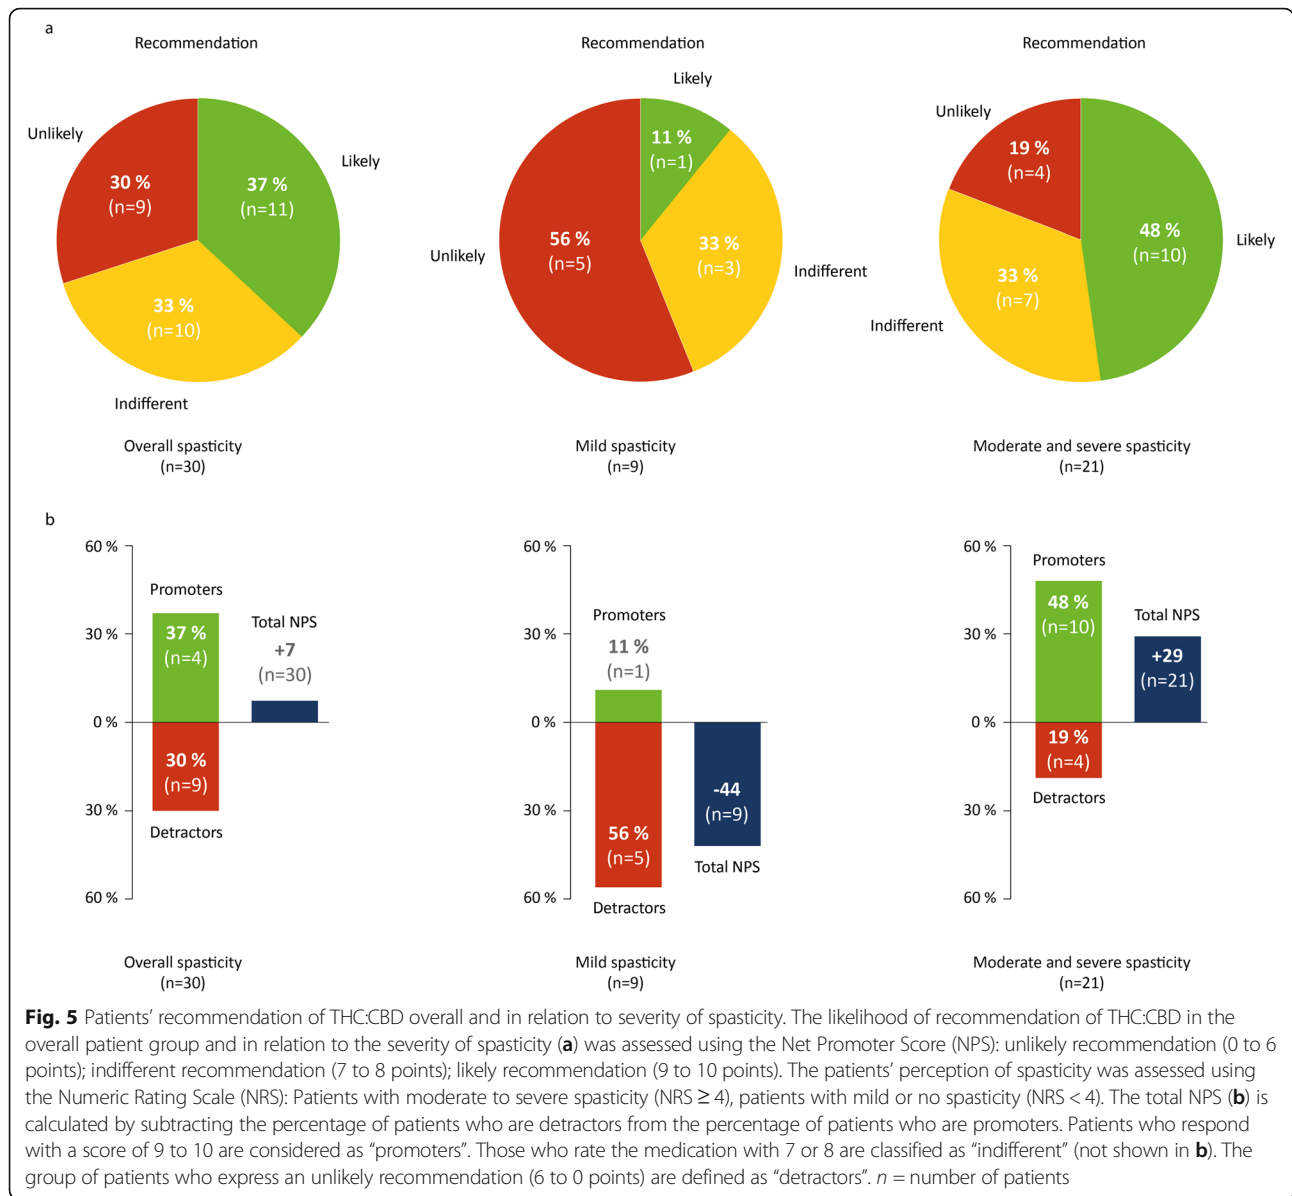 a
Recommendation
Unlikely
Likely
30 %
(n=9)
37 %
(n=11)
33 %
(n=10)
Indifferent
Overall spasticity
(n=30)
Recommendation
Likely
11 %
(n=1)
Unlikely
56 %
(n=5)
33 %
(n=3)
Indifferent
Mild spasticity
(n=9)
Recommendation
Unlikely
19 %
(n=4)
48 %
(n=10)
Likely
33 %
(n=7)
Indifferent
Moderate and severe spasticity
(n=21)
b
60 %
30 %
0 %
30 %
60 %
Promoters
37 %
(n=4)
Total NPS
+7
(n=30)
30 %
(n=9)
Detractors
Overall spasticity
(n=30)
60 %
30 %
0 %
30 %
60 %
Promoters
11 %
(n=1)
-44
(n=9)
56 %
(n=5)
Total NPS
Detractors
Mild spasticity
(n=9)
60 %
30 %
0 %
30 %
60 %
Promoters
48 %
(n=10)
Total NPS
+29
(n=21)
19 %
(n=4)
Detractors
Moderate and severe spasticity
(n=21)
Fig. 5 Patients’ recommendation of THC:CBD overall and in relation to severity of spasticity. The likelihood of recommendation of THC:CBD in the
overall patient group and in relation to the severity of spasticity (a) was assessed using the Net Promoter Score (NPS): unlikely recommendation (0 to 6
points); indifferent recommendation (7 to 8 points); likely recommendation (9 to 10 points). The patients’ perception of spasticity was assessed using
the Numeric Rating Scale (NRS): Patients with moderate to severe spasticity (NRS ≥ 4), patients with mild or no spasticity (NRS < 4). The total NPS (b) is
calculated by subtracting the percentage of patients who are detractors from the percentage of patients who are promoters. Patients who respond
with a score of 9 to 10 are considered as “promoters”. Those who rate the medication with 7 or 8 are classified as “indifferent” (not shown in b). The
group of patients who express an unlikely recommendation (6 to 0 points) are defined as “detractors”. n = number of patients